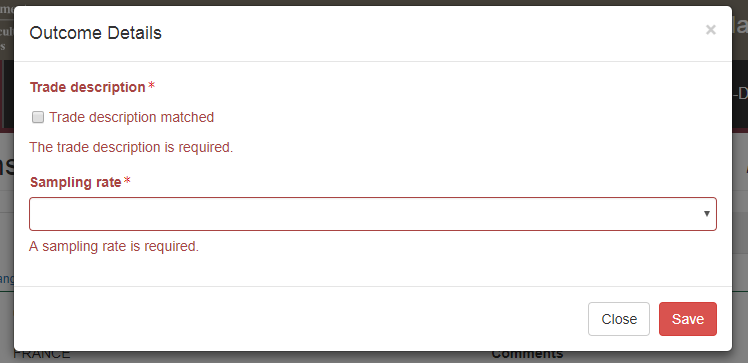 Outcome Details
×
Trade description*
Trade description matched
The trade description is required.
Sampling rate*
A sampling rate is required.
Close
Save
FRANCE
Comments